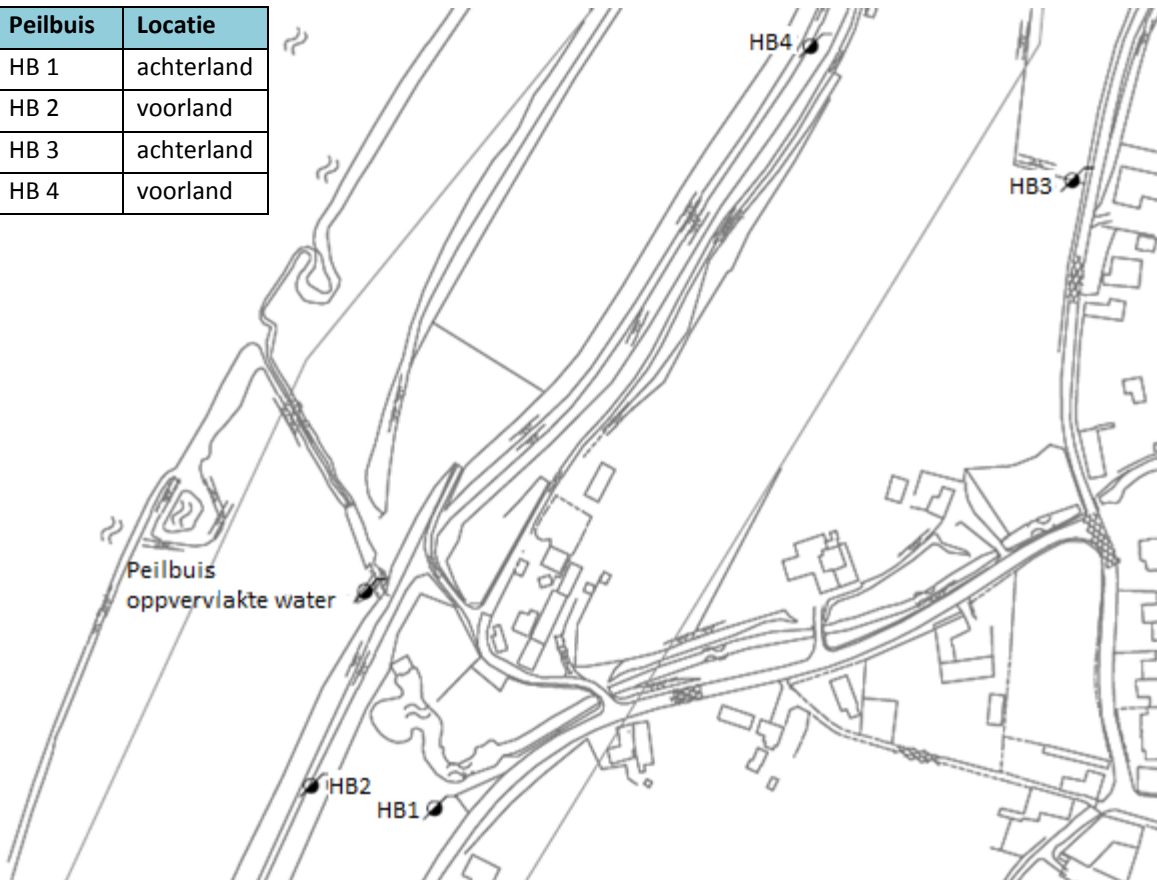 Peilbuis Locatie
HB 1 achterland
HB 2 voorland
HB 3 achterland
HB 4 voorland
HB4
HB3
Peilbuis
oppvervlakte water
HB2
HB1